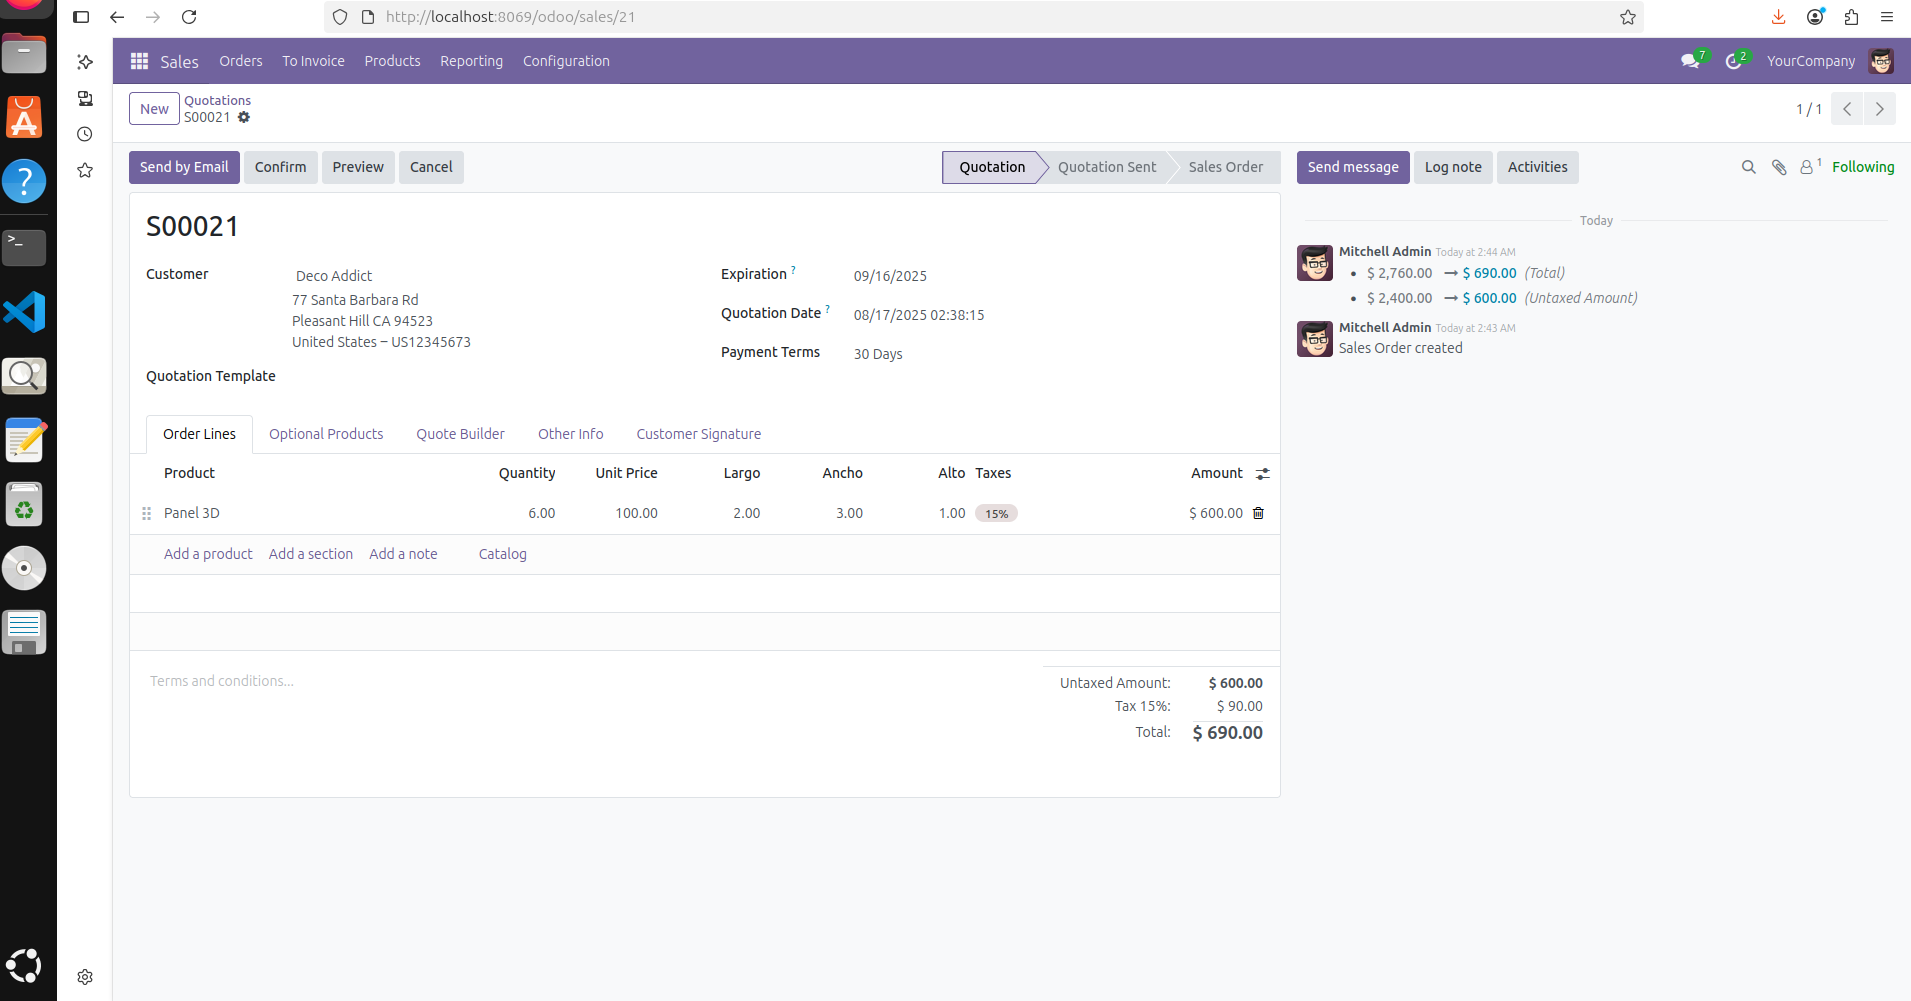 http://localhost:8069/odoo/sales/21
Sales Orders To Invoice Products Reporting Configuration 7 2 YourCompany
New Quotations
S00021
1 / 1
Send by Email Confirm Preview Cancel Quotation Quotation Sent Sales Order Send message Log note Activities 1 Following
S00021
Customer
Deco Addict
77 Santa Barbara Rd
Pleasant Hill CA 94523
United States – US12345673
Quotation Template
Expiration ? 09/16/2025
Quotation Date ? 08/17/2025 02:38:15
Payment Terms 30 Days
Order Lines Optional Products Quote Builder Other Info Customer Signature
Product Quantity Unit Price Largo Ancho Alto Taxes Amount
Panel 3D 6.00 100.00 2.00 3.00 1.00 15% $ 600.00
Add a product Add a section Add a note Catalog
Terms and conditions...
Untaxed Amount: $ 600.00
Tax 15%: $ 90.00
Total: $ 690.00
Today
Mitchell Admin Today at 2:44 AM
• $ 2,760.00 → $ 690.00 (Total)
• $ 2,400.00 → $ 600.00 (Untaxed Amount)
Mitchell Admin Today at 2:43 AM
Sales Order created